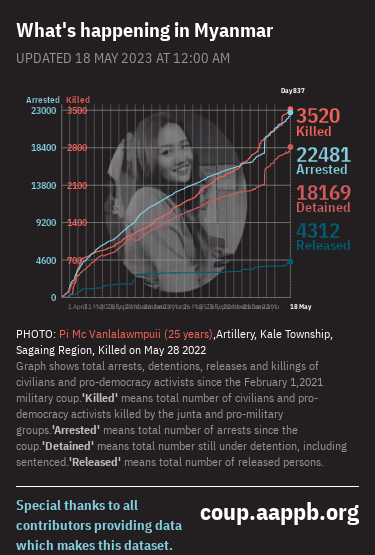 What's happening in Myanmar
UPDATED 18 MAY 2023 AT 12:00 AM
Day837
Arrested Killed
23000 3500
3520
Killed
18400 2800
22481
Arrested
13800 2100
18169
Detained
9200 1400
4312
Released
4600 700
0
18 May
PHOTO: Pi Mc Vanlalawmpuii (25 years),Artillery, Kale Township,
Sagaing Region, Killed on May 28 2022
Graph shows total arrests, detentions, releases and killings of
civilians and pro-democracy activists since the February 1,2021
military coup.'Killed' means total number of civilians and pro-
democracy activists killed by the junta and pro-military
groups.'Arrested' means total number of arrests since the
coup.'Detained' means total number still under detention, including
sentenced.'Released' means total number of released persons.
Special thanks to all
contributors providing data
which makes this dataset.
coup.aappb.org